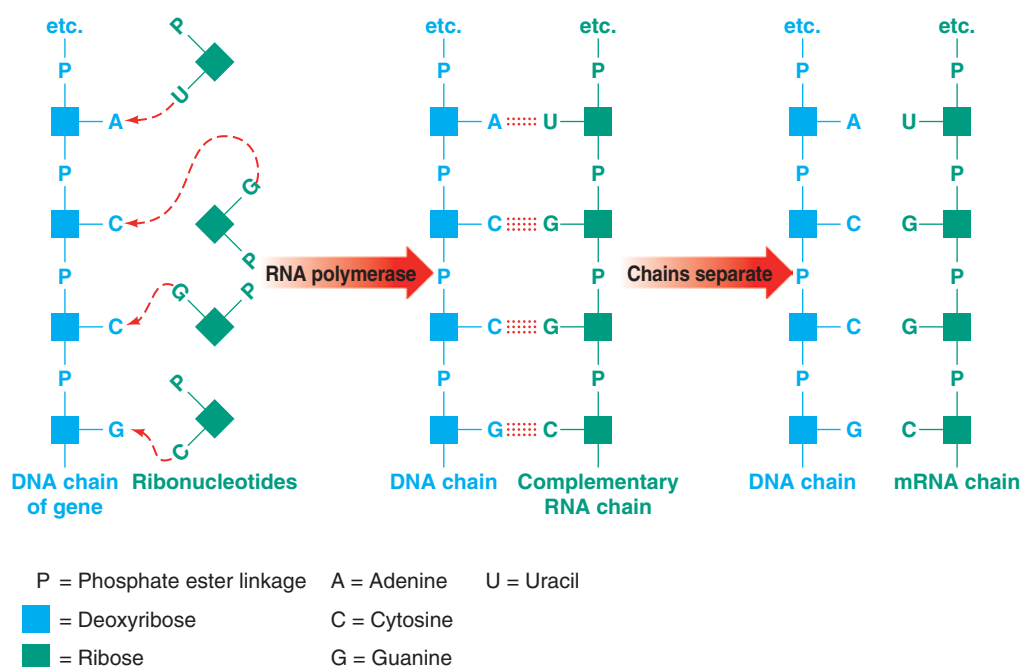 etc.
P
A
P
C
P
C
P
G
DNA chain
of gene
P
U
G
P
G
P
P
C
Ribonucleotides
RNA polymerase
etc.
etc.
P
P
A
U
P
P
C
G
P
P
C
G
P
P
G
C
DNA chain
Complementary
RNA chain
Chains separate
etc.
etc.
P
P
A
U
P
P
C
G
P
P
C
G
P
P
G
C
DNA chain
mRNA chain
P = Phosphate ester linkage
A = Adenine
U = Uracil
= Deoxyribose
C = Cytosine
= Ribose
G = Guanine